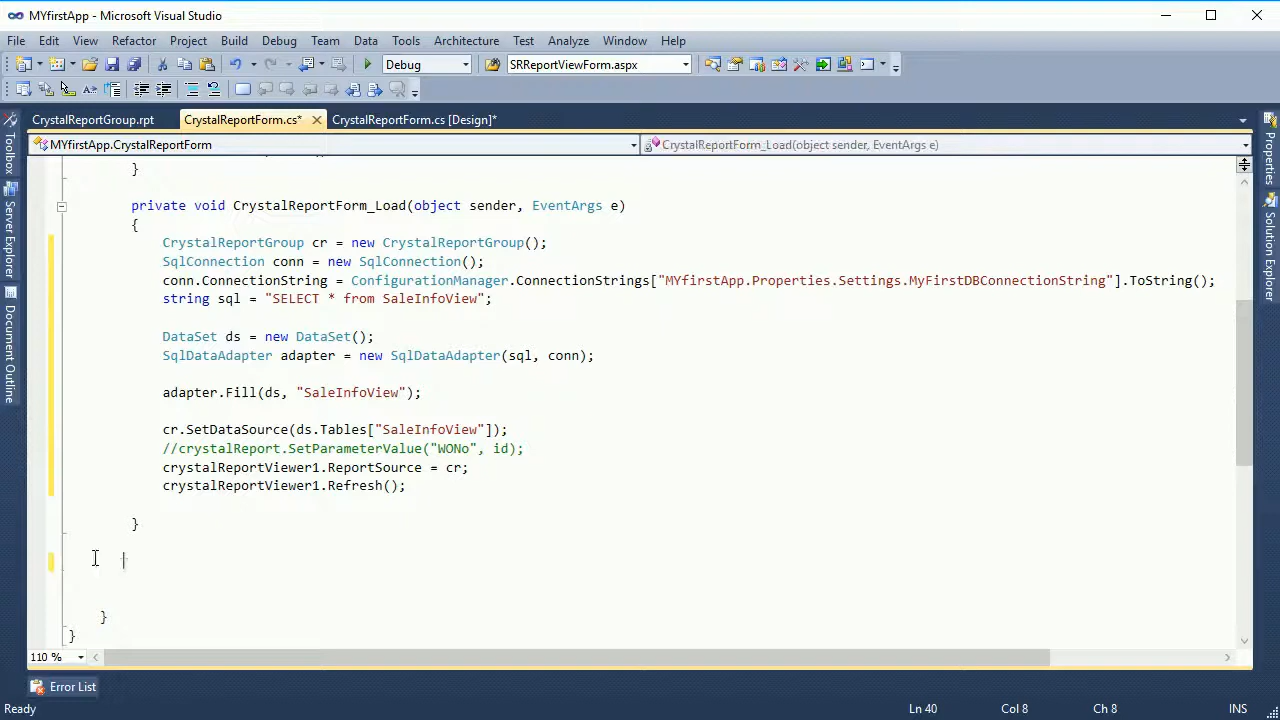 MYfirstApp - Microsoft Visual Studio
File Edit View Refactor Project Build Debug Team Data Tools Architecture Test Analyze Window Help
Debug SRReportViewForm.aspx
CrystalReportGroup.rpt CrystalReportForm.cs* CrystalReportForm.cs [Design]*
MYfirstApp.CrystalReportForm CrystalReportForm_Load(object sender, EventArgs e)
}
private void CrystalReportForm_Load(object sender, EventArgs e)
{
CrystalReportGroup cr = new CrystalReportGroup();
SqlConnection conn = new SqlConnection();
conn.ConnectionString = ConfigurationManager.ConnectionStrings["MYfirstApp.Properties.Settings.MyFirstDBConnectionString"].ToString();
string sql = "SELECT * from SaleInfoView";
DataSet ds = new DataSet();
SqlDataAdapter adapter = new SqlDataAdapter(sql, conn);
adapter.Fill(ds, "SaleInfoView");
cr.SetDataSource(ds.Tables["SaleInfoView"]);
//crystalReport.SetParameterValue("WONo", id);
crystalReportViewer1.ReportSource = cr;
crystalReportViewer1.Refresh();
}
}
}
110 %
Error List
Ready Ln 40 Col 8 Ch 8 INS
Toolbox
Server Explorer
Document Outline
Properties
Solution Explorer